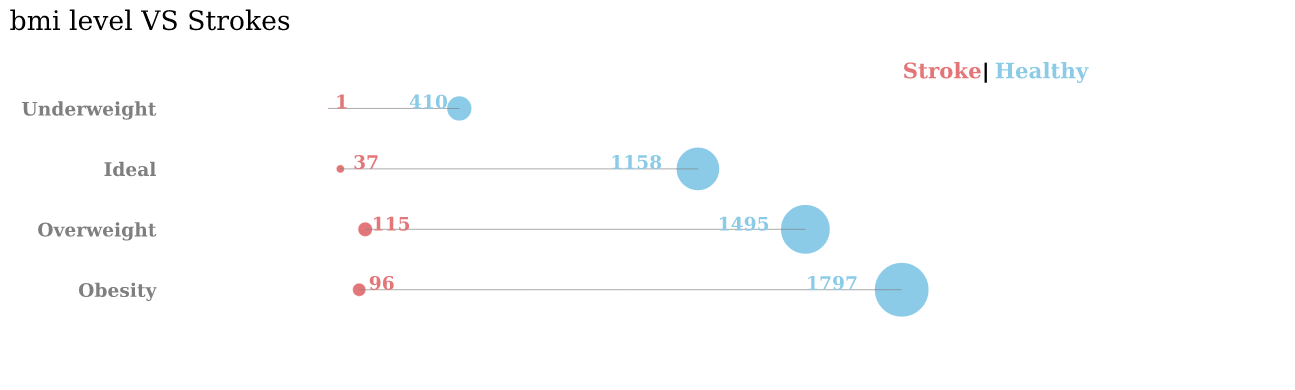 bmi level VS Strokes
Stroke| Healthy
Underweight 1 410
Ideal 37 1158
Overweight 115 1495
Obesity 96 1797